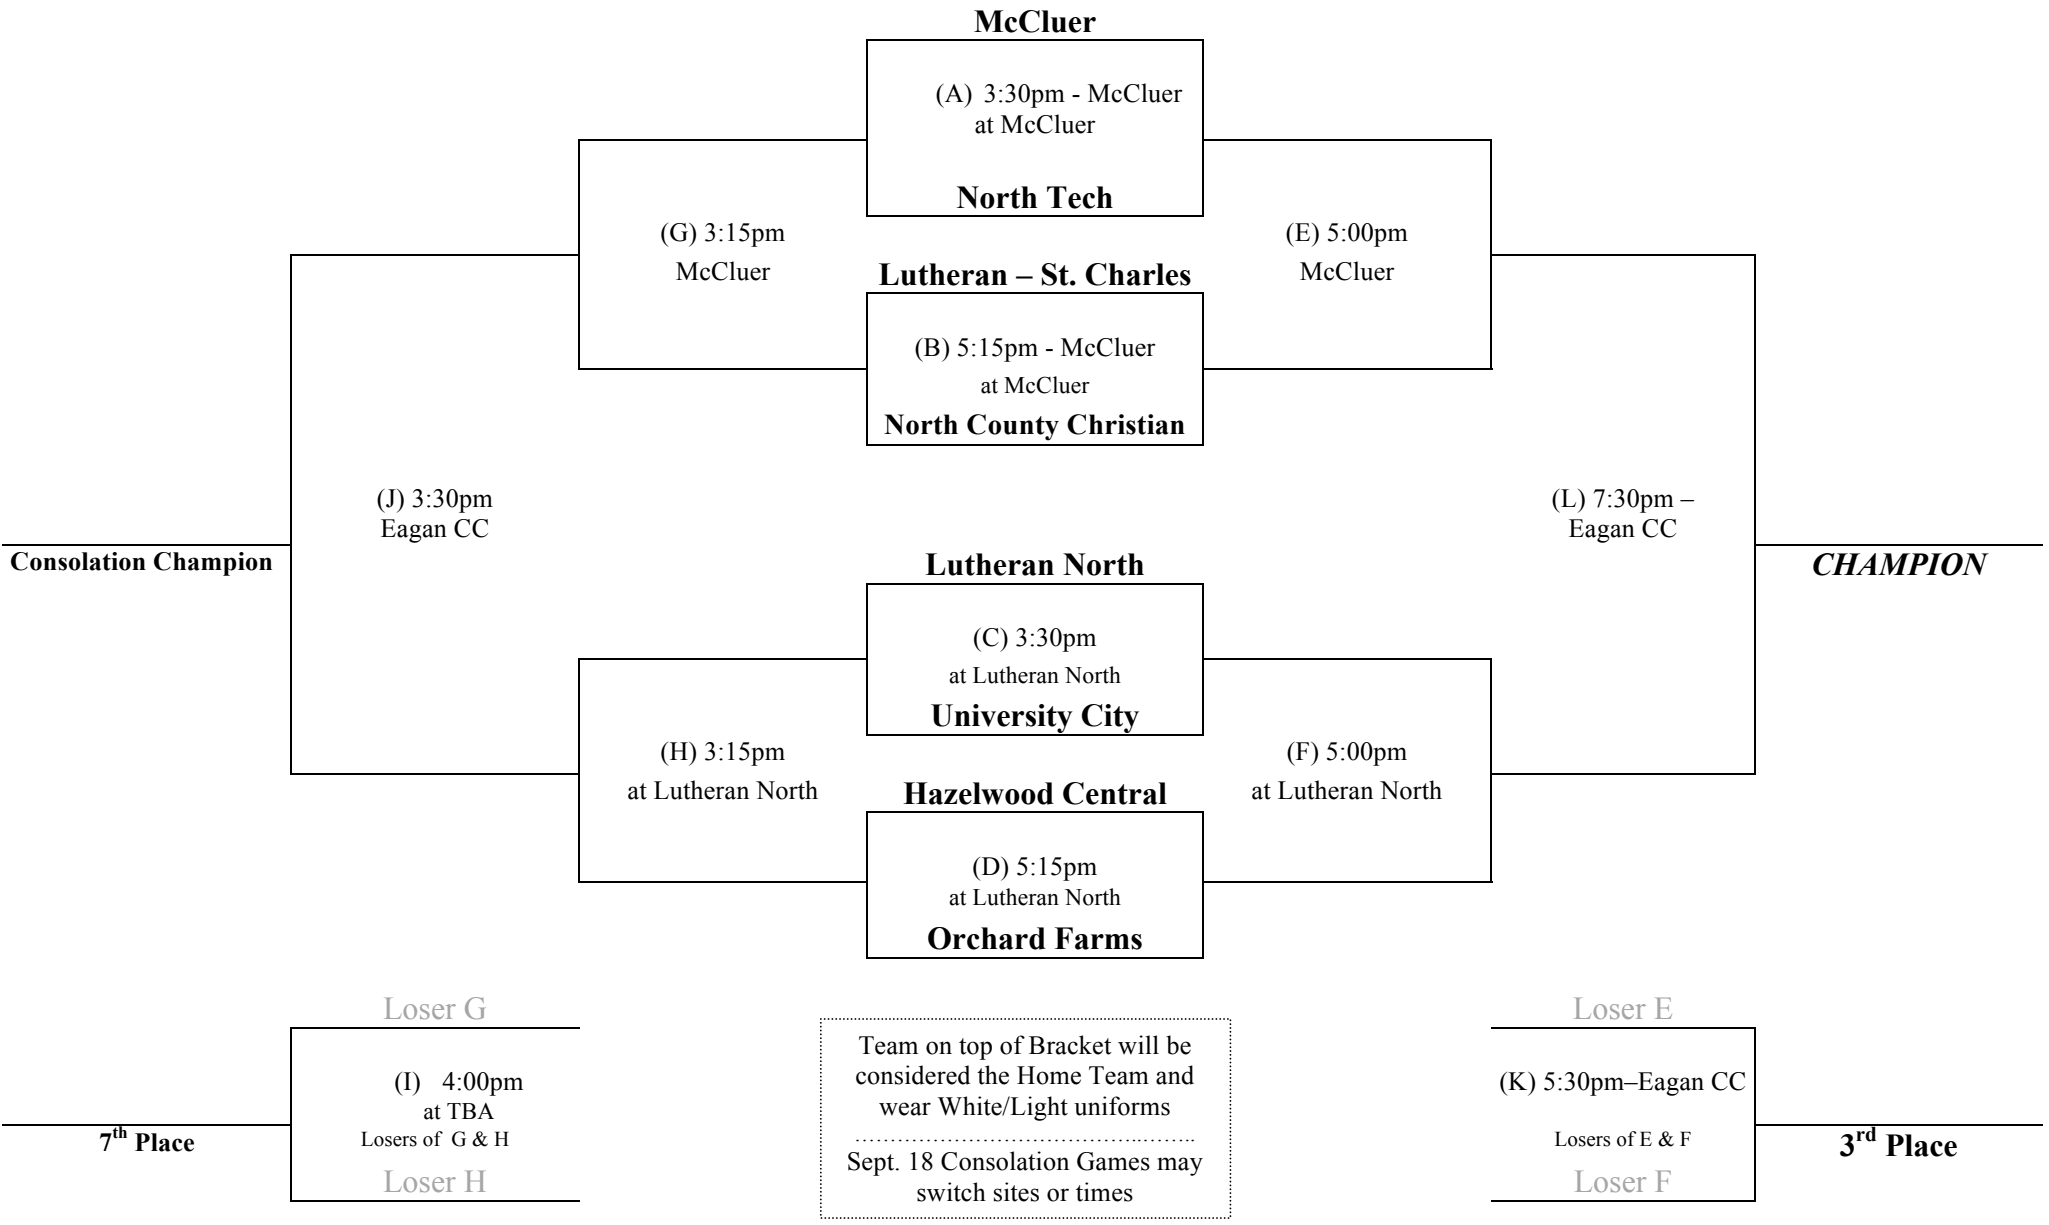 McCluer
(A) 3:30pm - McCluer
at McCluer
North Tech
(G) 3:15pm
McCluer
(E) 5:00pm
McCluer
Lutheran – St. Charles
(B) 5:15pm - McCluer
at McCluer
North County Christian
(J) 3:30pm
Eagan CC
(L) 7:30pm –
Eagan CC
Consolation Champion
CHAMPION
Lutheran North
(C) 3:30pm
at Lutheran North
University City
(H) 3:15pm
at Lutheran North
(F) 5:00pm
at Lutheran North
Hazelwood Central
(D) 5:15pm
at Lutheran North
Orchard Farms
Loser G
(I) 4:00pm
at TBA
Losers of G & H
Loser H
7th Place
Team on top of Bracket will be
considered the Home Team and
wear White/Light uniforms
…………………………………..……..
Sept. 18 Consolation Games may
switch sites or times
Loser E
(K) 5:30pm–Eagan CC
Losers of E & F
Loser F
3rd Place